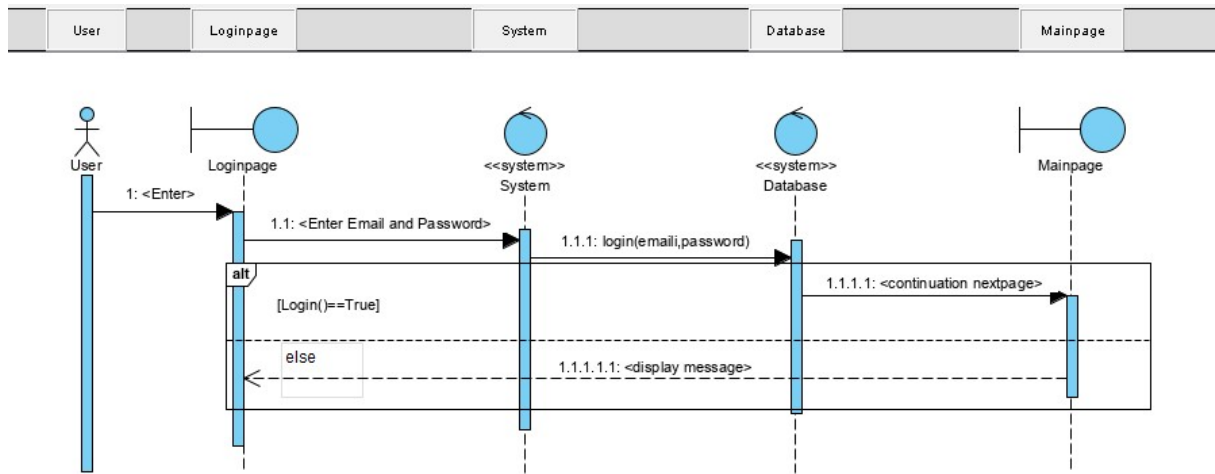 User
Loginpage
System
Database
Mainpage
User
Loginpage
<<system>>
System
<<system>>
Database
Mainpage
1: <Enter>
1.1: <Enter Email and Password>
1.1.1: login(emaili,password)
alt
1.1.1.1: <continuation nextpage>
[Login()==True]
else
1.1.1.1.1: <display message>